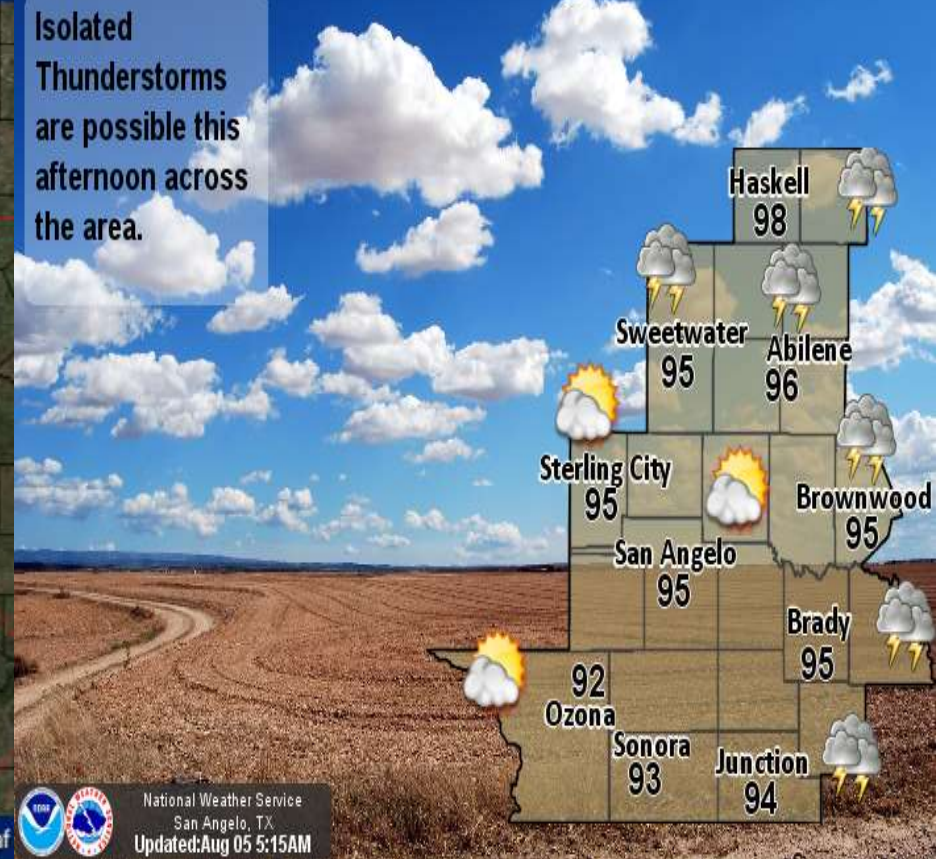 Isolated
Thunderstorms
are possible this
afternoon across
the area.
Haskell
98
Sweetwater
95
Abilene
96
Sterling City
95
Brownwood
95
San Angelo
95
Brady
95
92
Ozona
Sonora
93
Junction
94
National Weather Service
San Angelo, TX
Updated:Aug 05 5:15AM